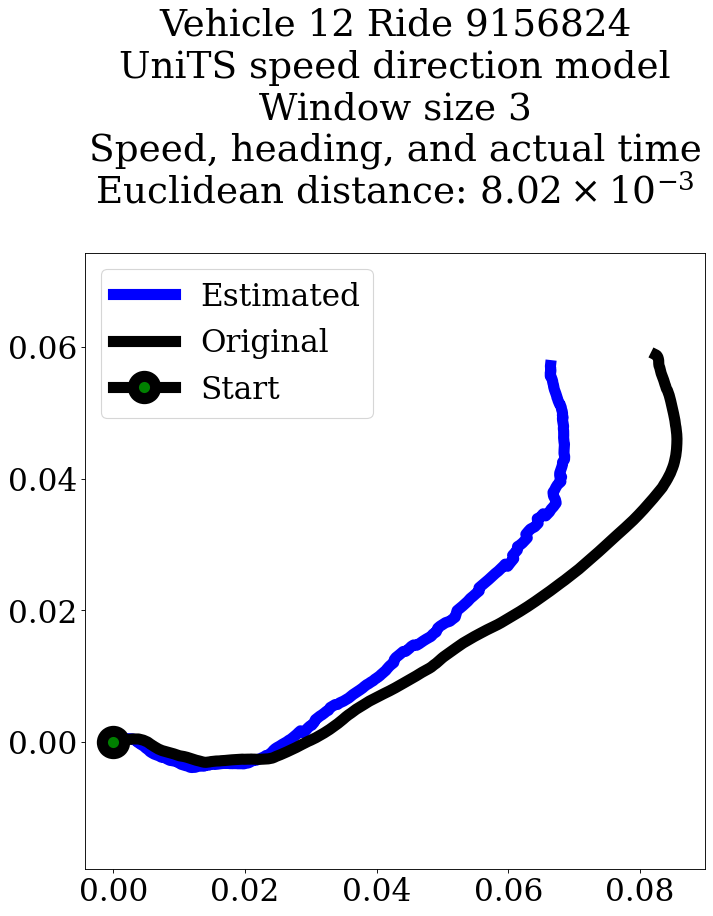 Vehicle 12 Ride 9156824
UniTS speed direction model
Window size 3
Speed, heading, and actual time
Euclidean distance: 8.02 × 10⁻³
Estimated
Original
Start
0.06
0.04
0.02
0.00
0.00 0.02 0.04 0.06 0.08